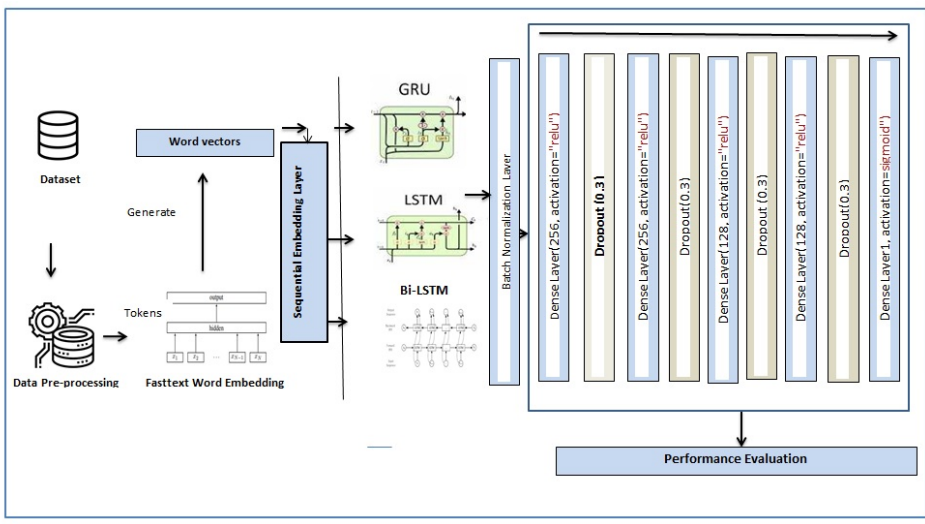 Dataset
Data Pre-processing
Tokens
output
hidden
Fasttext Word Embedding
Generate
Word vectors
Sequential Embedding Layer
GRU
LSTM
Bi-LSTM
Batch Normalization Layer
Dense Layer(256, activation="relu")
Dropout (0.3)
Dense Layer(256, activation="relu")
Dropout(0.3)
Dense Layer(128, activation="relu")
Dropout (0.3)
Dense Layer(128, activation="relu")
Dropout(0.3)
Dense Layer1, activation=sigmoid")
Performance Evaluation